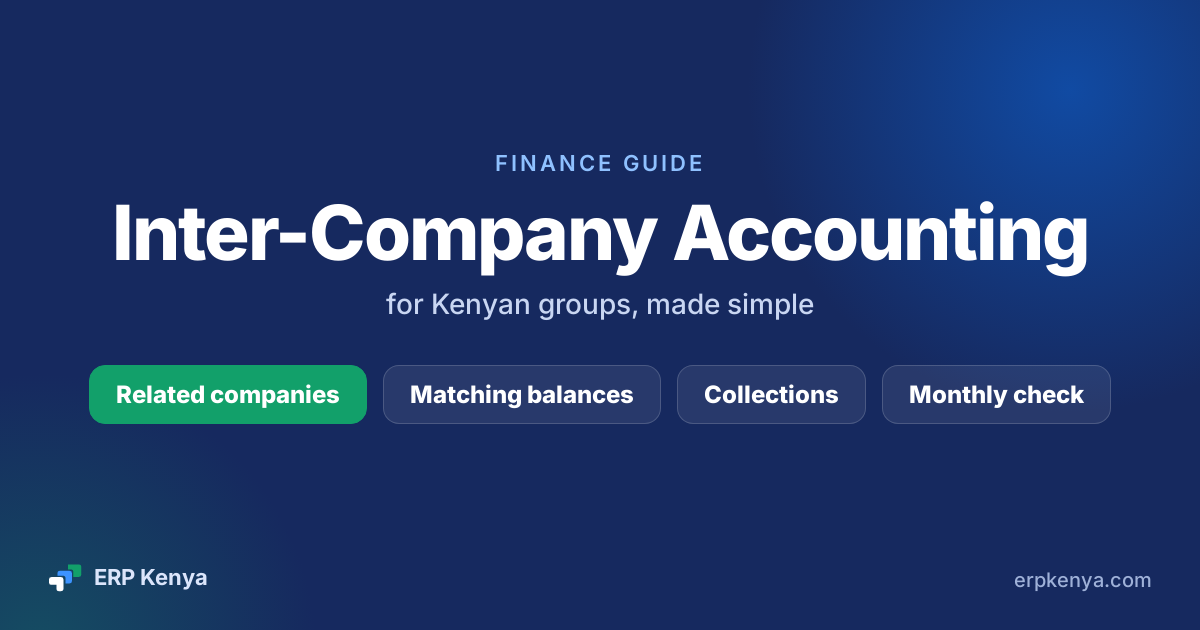 FINANCE GUIDE
Inter-Company Accounting
for Kenyan groups, made simple
Related companies
Matching balances
Collections
Monthly check
ERP Kenya
erpkenya.com